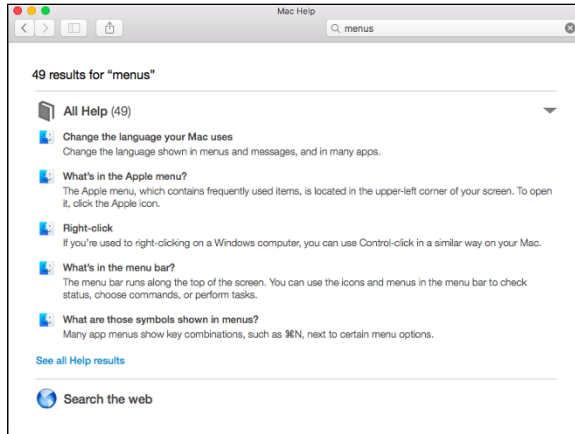 Mac Help
menus
49 results for “menus”
All Help (49)
Change the language your Mac uses
Change the language shown in menus and messages, and in many apps.
What’s in the Apple menu?
The Apple menu, which contains frequently used items, is located in the upper-left corner of your screen. To open
it, click the Apple icon.
Right-click
If you’re used to right-clicking on a Windows computer, you can use Control-click in a similar way on your Mac.
What’s in the menu bar?
The menu bar runs along the top of the screen. You can use the icons and menus in the menu bar to check
status, choose commands, or perform tasks.
What are those symbols shown in menus?
Many app menus show key combinations, such as ⌘N, next to certain menu options.
See all Help results
Search the web